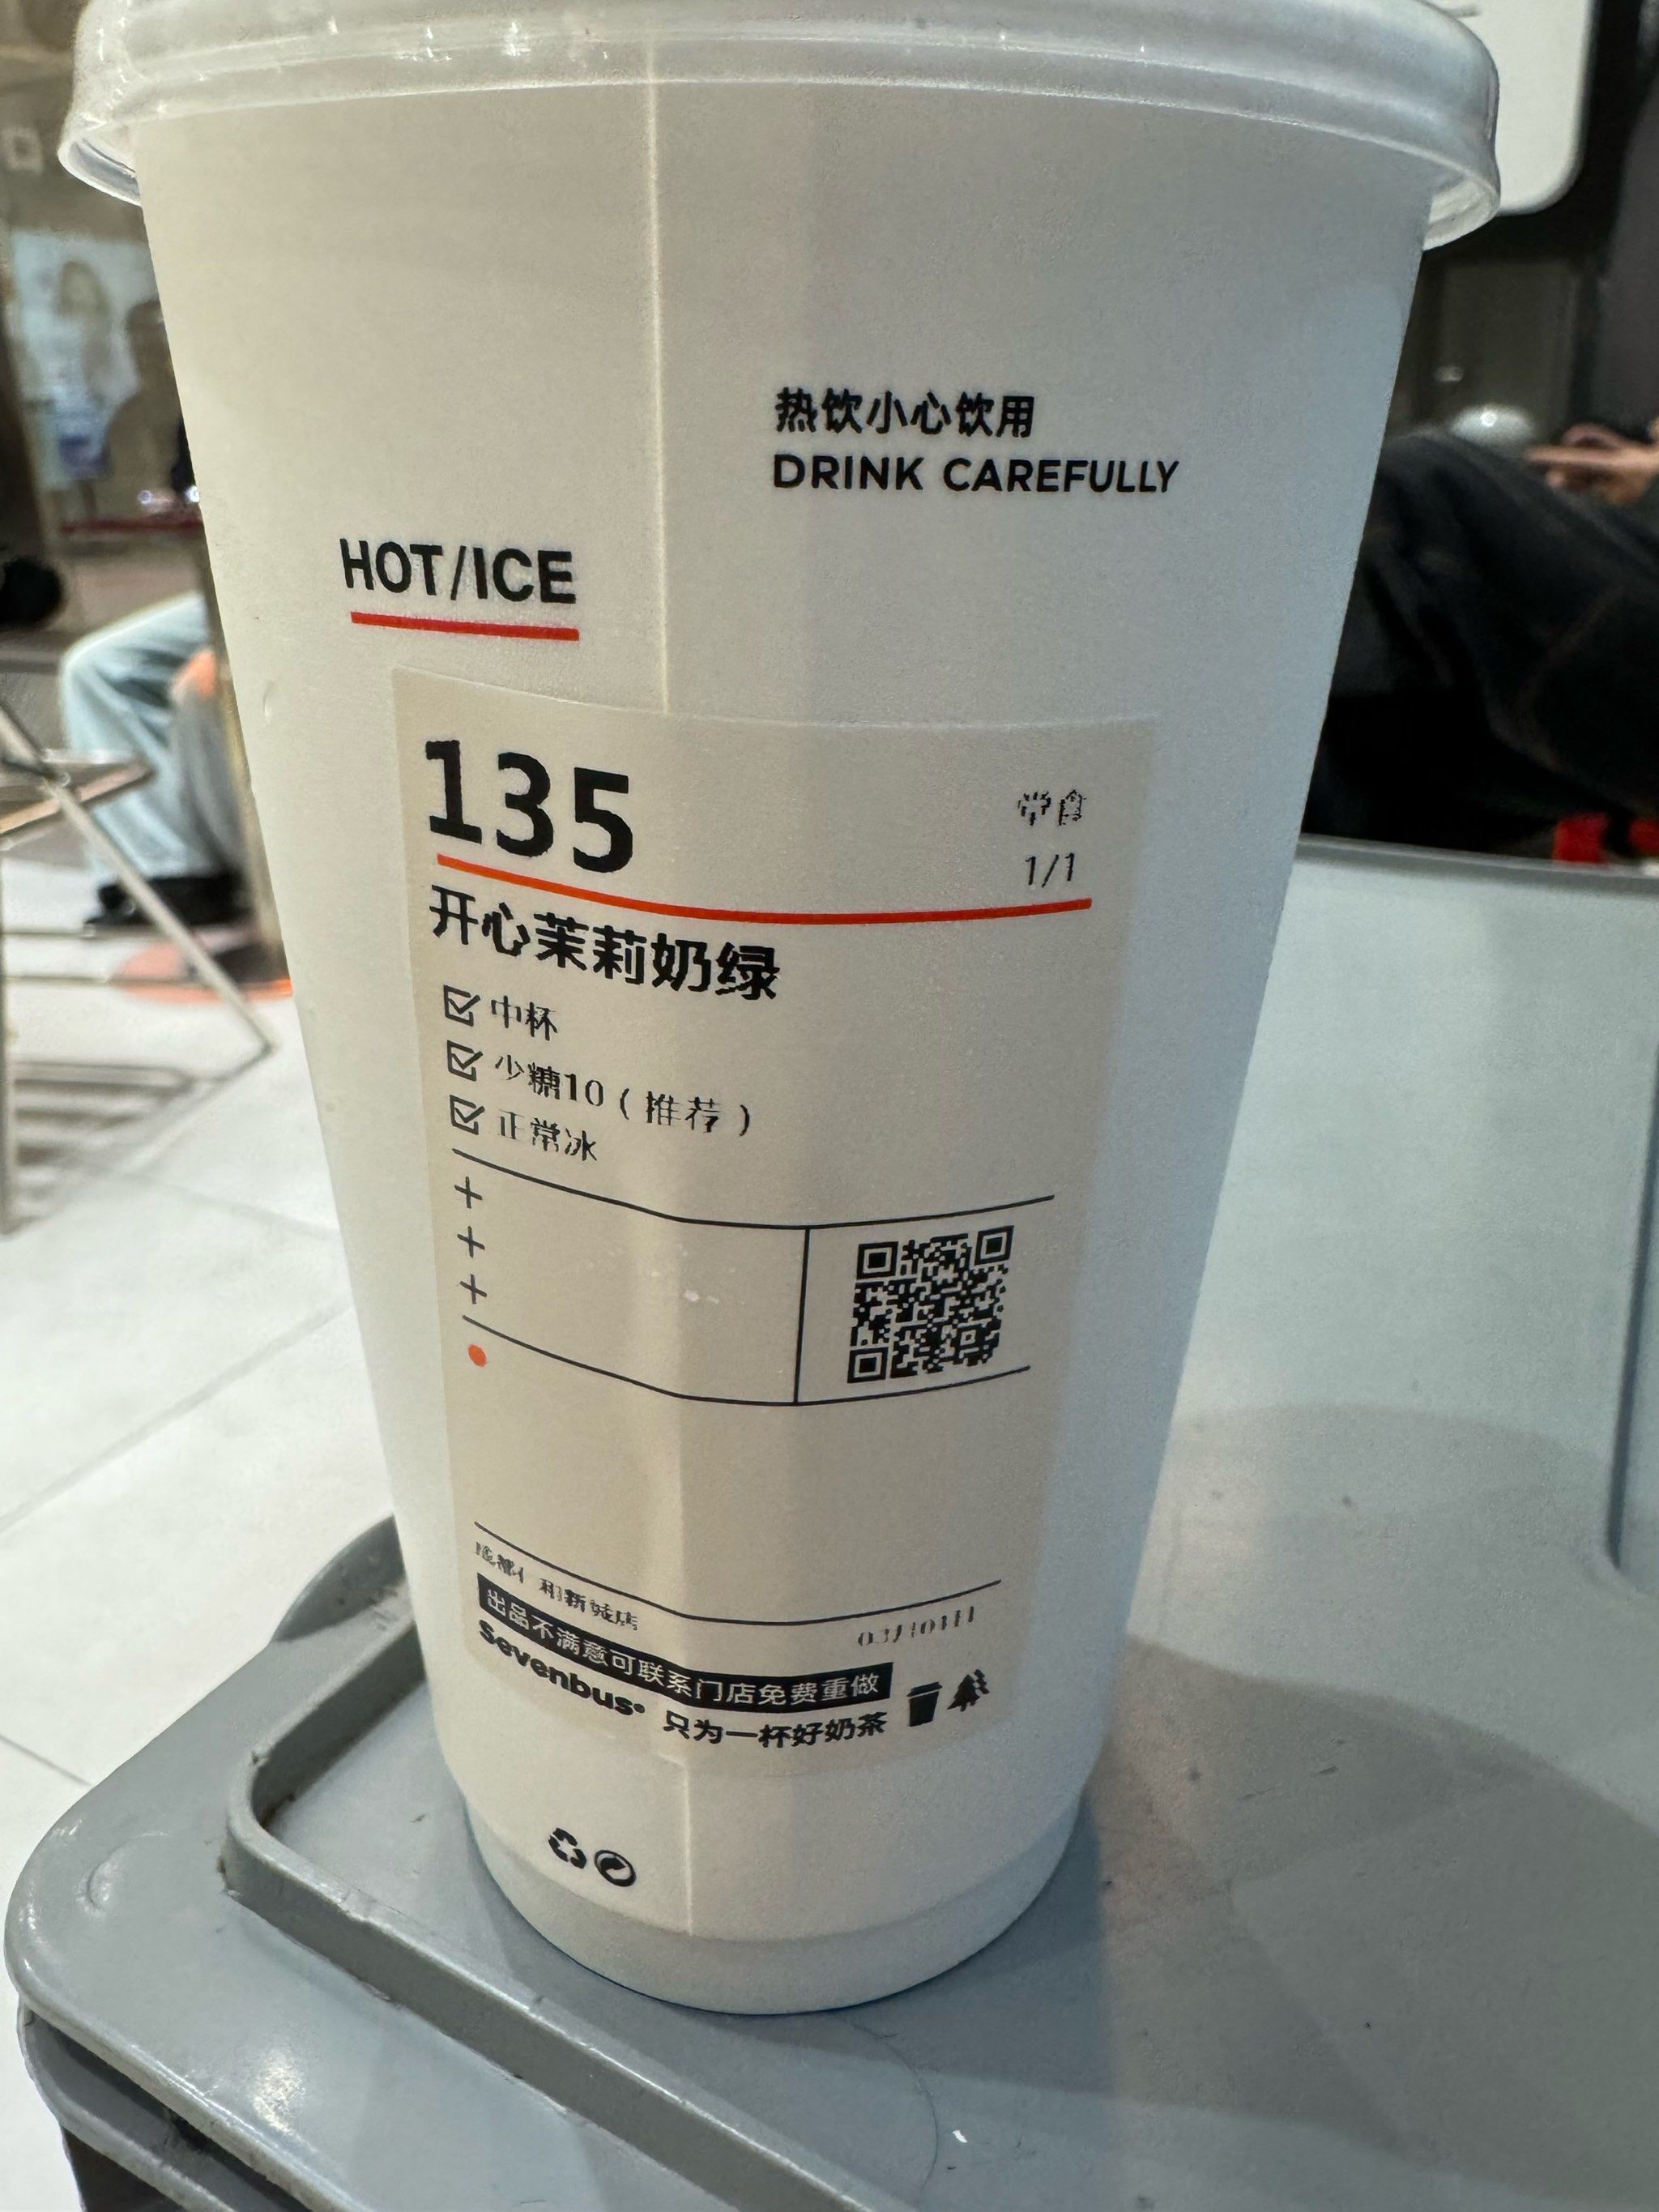 热饮小心饮用
DRINK CAREFULLY
HOT/ICE
135
堂食
1/1
开心茉莉奶绿
中杯
少糖10（推荐）
正常冰
+
+
+
出品不满意可联系门店免费重做
Sevenbus
只为一杯好奶茶